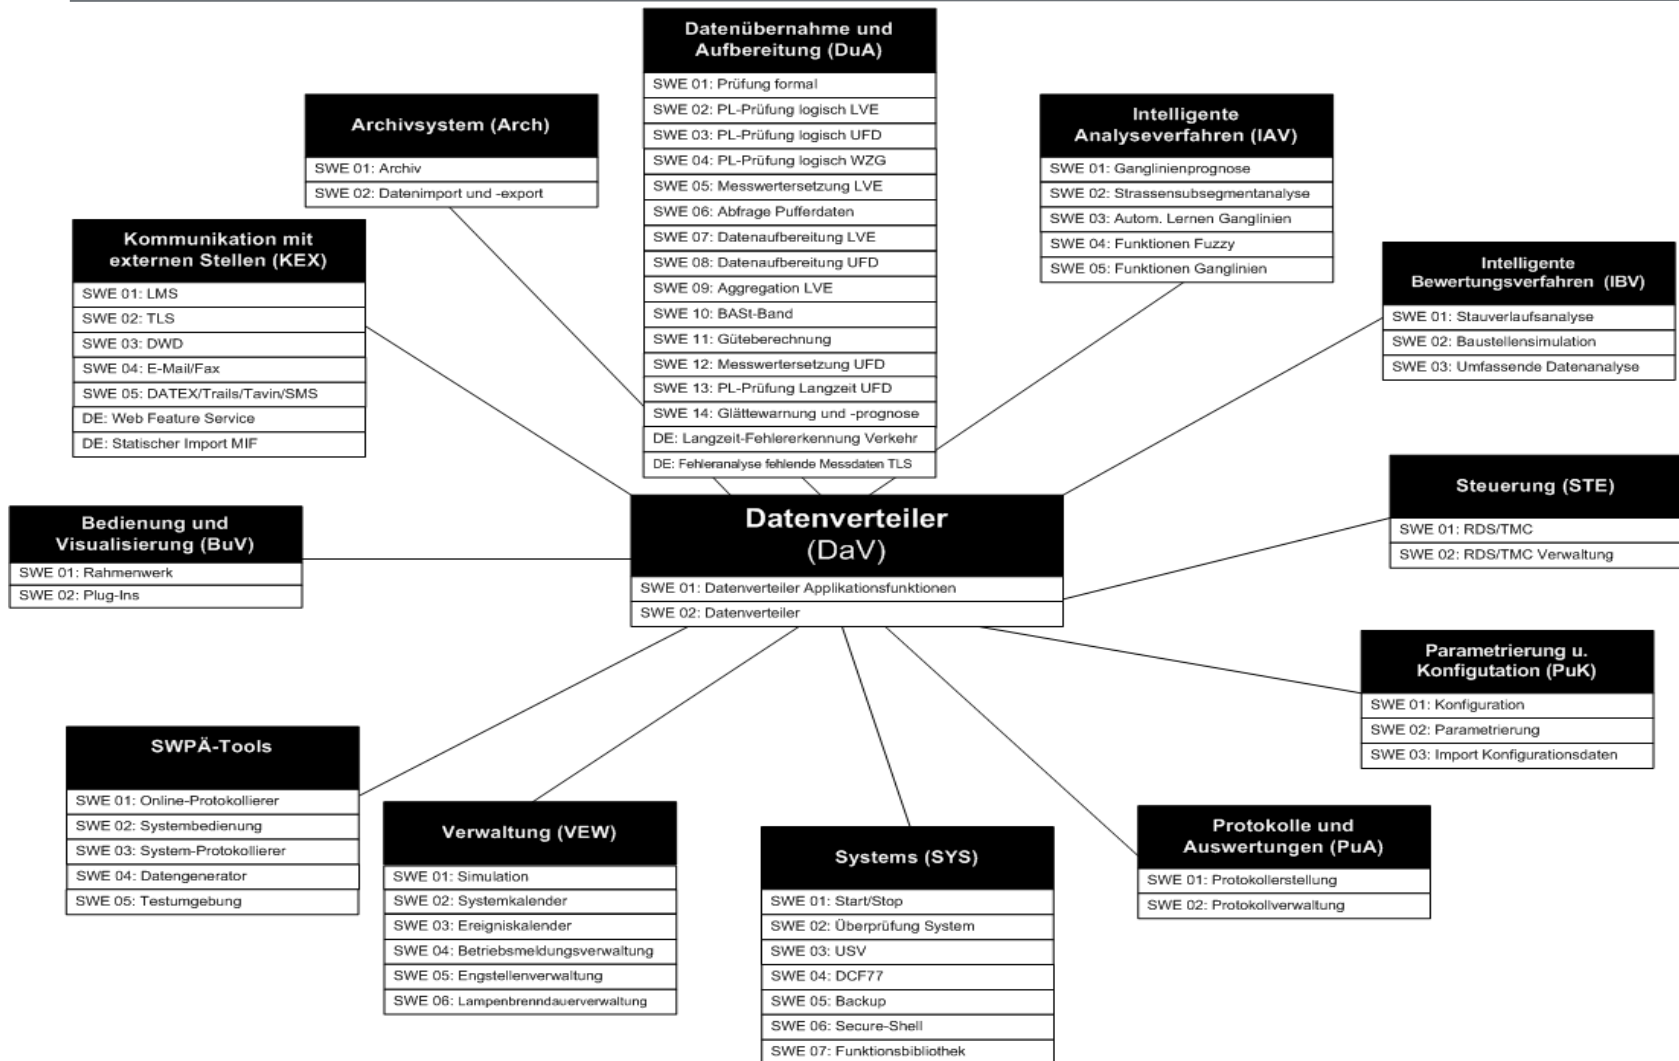 Datenübernahme und
Aufbereitung (DuA)
SWE 01: Prüfung formal
SWE 02: PL-Prüfung logisch LVE
SWE 03: PL-Prüfung logisch UFD
SWE 04: PL-Prüfung logisch WZG
SWE 05: Messwertersetzung LVE
SWE 06: Abfrage Pufferdaten
SWE 07: Datenaufbereitung LVE
SWE 08: Datenaufbereitung UFD
SWE 09: Aggregation LVE
SWE 10: BASt-Band
SWE 11: Güteberechnung
SWE 12: Messwertersetzung UFD
SWE 13: PL-Prüfung Langzeit UFD
SWE 14: Glättewarnung und -prognose
DE: Langzeit-Fehlererkennung Verkehr
DE: Fehleranalyse fehlende Messdaten TLS
Archivsystem (Arch)
SWE 01: Archiv
SWE 02: Datenimport und -export
Intelligente
Analyseverfahren (IAV)
SWE 01: Ganglinienprognose
SWE 02: Strassensubsegmentanalyse
SWE 03: Autom. Lernen Ganglinien
SWE 04: Funktionen Fuzzy
SWE 05: Funktionen Ganglinien
Kommunikation mit
externen Stellen (KEX)
SWE 01: LMS
SWE 02: TLS
SWE 03: DWD
SWE 04: E-Mail/Fax
SWE 05: DATEX/Trails/Tavin/SMS
DE: Web Feature Service
DE: Statischer Import MIF
Intelligente
Bewertungsverfahren (IBV)
SWE 01: Stauverlaufsanalyse
SWE 02: Baustellensimulation
SWE 03: Umfassende Datenanalyse
Steuerung (STE)
SWE 01: RDS/TMC
SWE 02: RDS/TMC Verwaltung
Datenverteiler
(DaV)
SWE 01: Datenverteiler Applikationsfunktionen
SWE 02: Datenverteiler
Bedienung und
Visualisierung (BuV)
SWE 01: Rahmenwerk
SWE 02: Plug-Ins
Parametrierung u.
Konfigutation (PuK)
SWE 01: Konfiguration
SWE 02: Parametrierung
SWE 03: Import Konfigurationsdaten
SWPÄ-Tools
SWE 01: Online-Protokollierer
SWE 02: Systembedienung
SWE 03: System-Protokollierer
SWE 04: Datengenerator
SWE 05: Testumgebung
Verwaltung (VEW)
SWE 01: Simulation
SWE 02: Systemkalender
SWE 03: Ereigniskalender
SWE 04: Betriebsmeldungsverwaltung
SWE 05: Engstellenverwaltung
SWE 06: Lampenbrenndauerverwaltung
Systems (SYS)
SWE 01: Start/Stop
SWE 02: Überprüfung System
SWE 03: USV
SWE 04: DCF77
SWE 05: Backup
SWE 06: Secure-Shell
SWE 07: Funktionsbibliothek
Protokolle und
Auswertungen (PuA)
SWE 01: Protokollerstellung
SWE 02: Protokollverwaltung